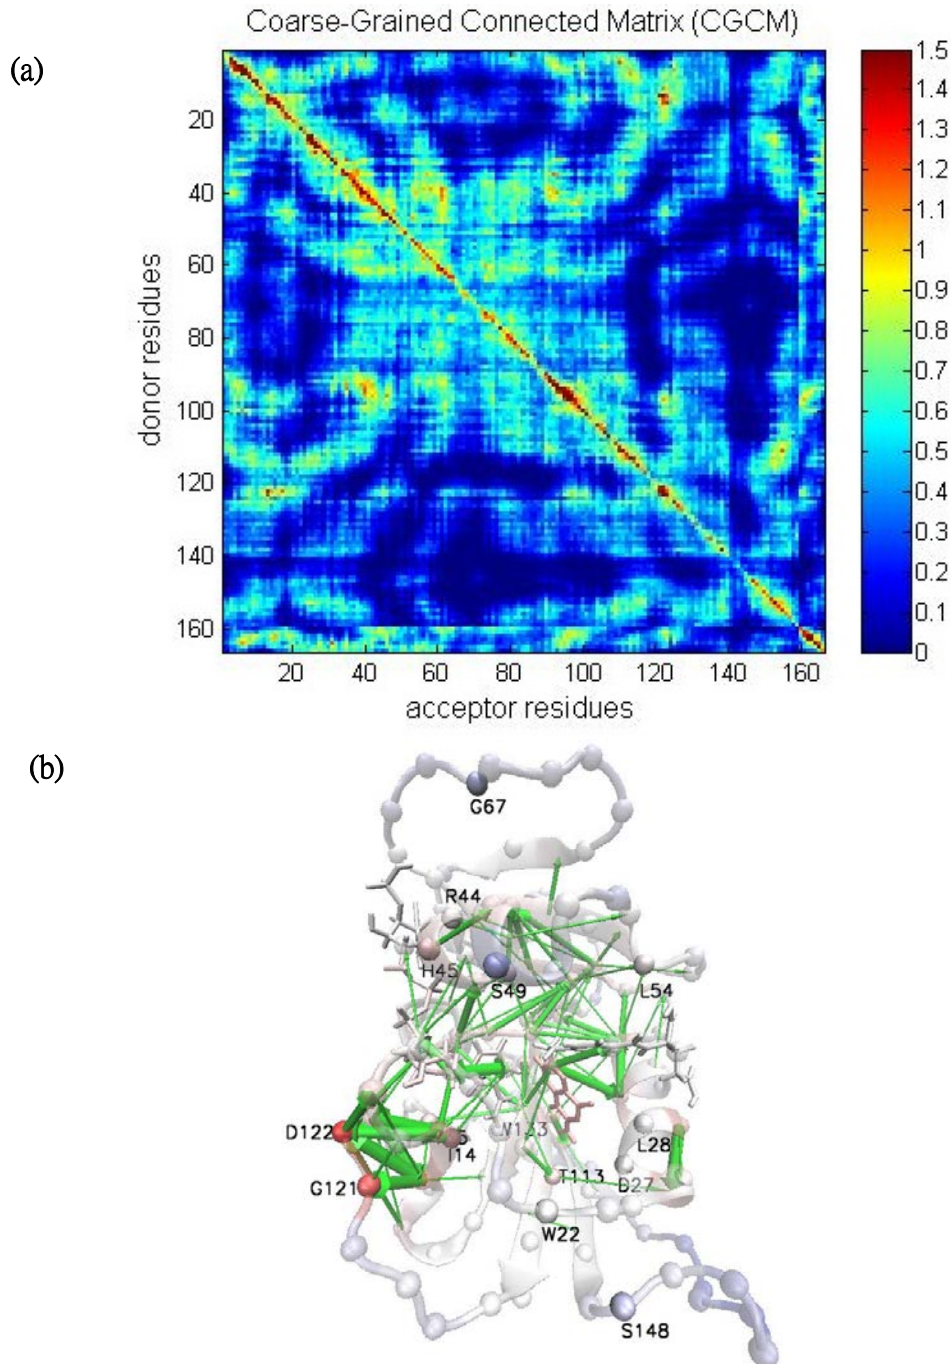 Coarse-Grained Connected Matrix (CGCM)
(a)
1.5
1.4
1.3
1.2
1.1
1
0.9
0.8
0.7
0.6
0.5
0.4
0.3
0.2
0.1
0
20
40
60
80
100
120
140
160
donor residues
20 40 60 80 100 120 140 160
acceptor residues
(b)
G67
R44
H45
S49
L54
D122
I14
L28
G121
T113
D27
W22
S148